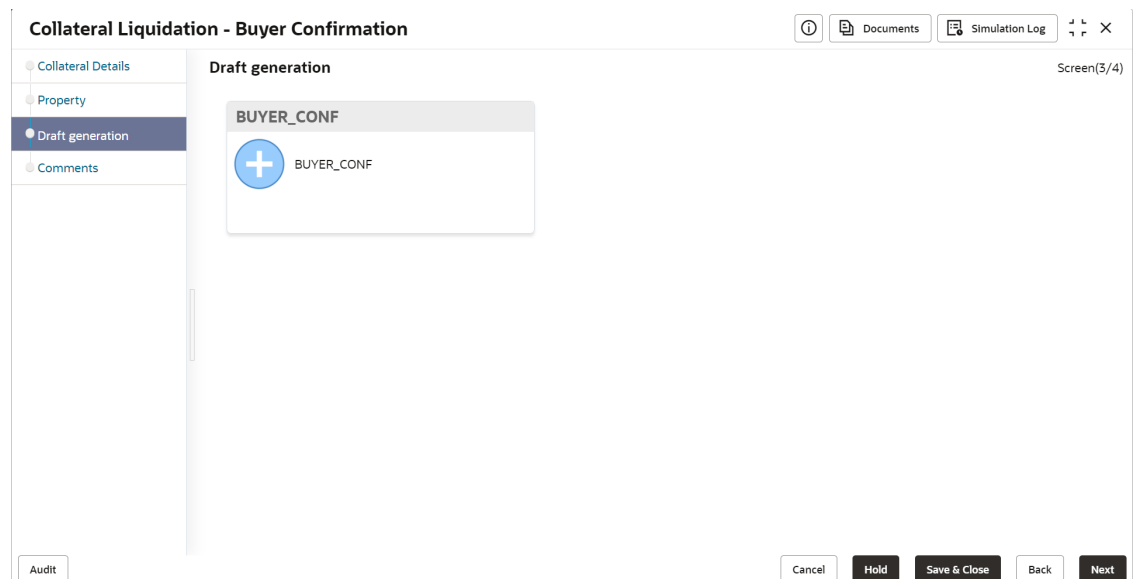 Collateral Liquidation - Buyer Confirmation
Documents
Simulation Log
Collateral Details
Property
Draft generation
Comments
Draft generation
Screen(3/4)
BUYER_CONF
BUYER_CONF
Audit
Cancel
Hold
Save & Close
Back
Next